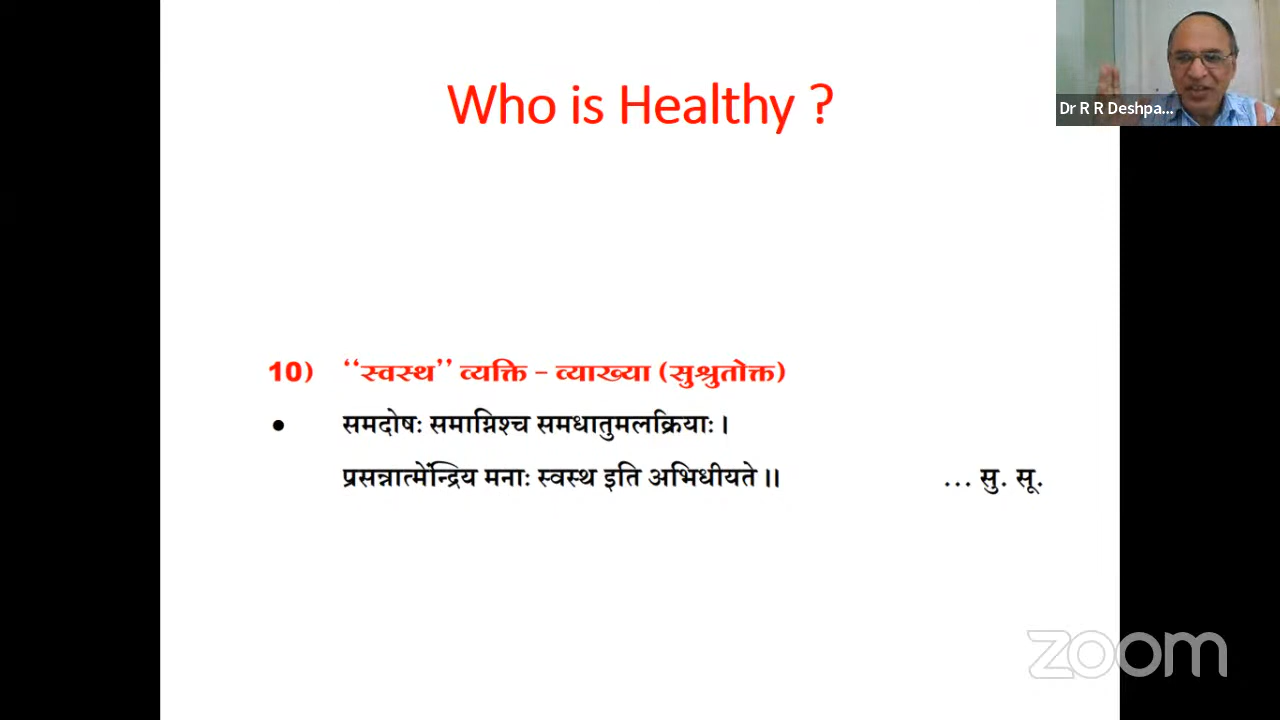 Who is Healthy ?
Dr R R Deshpa...
10) ‘‘स्वस्थ’’ व्यक्ति – व्याख्या (सुश्रुतोक्त)
• समदोषः समाग्निश्च समधातुमलक्रियाः ।
प्रसन्नात्मेंन्द्रिय मनाः स्वस्थ इति अभिधीयते ।। ... सु. सू.
zoom